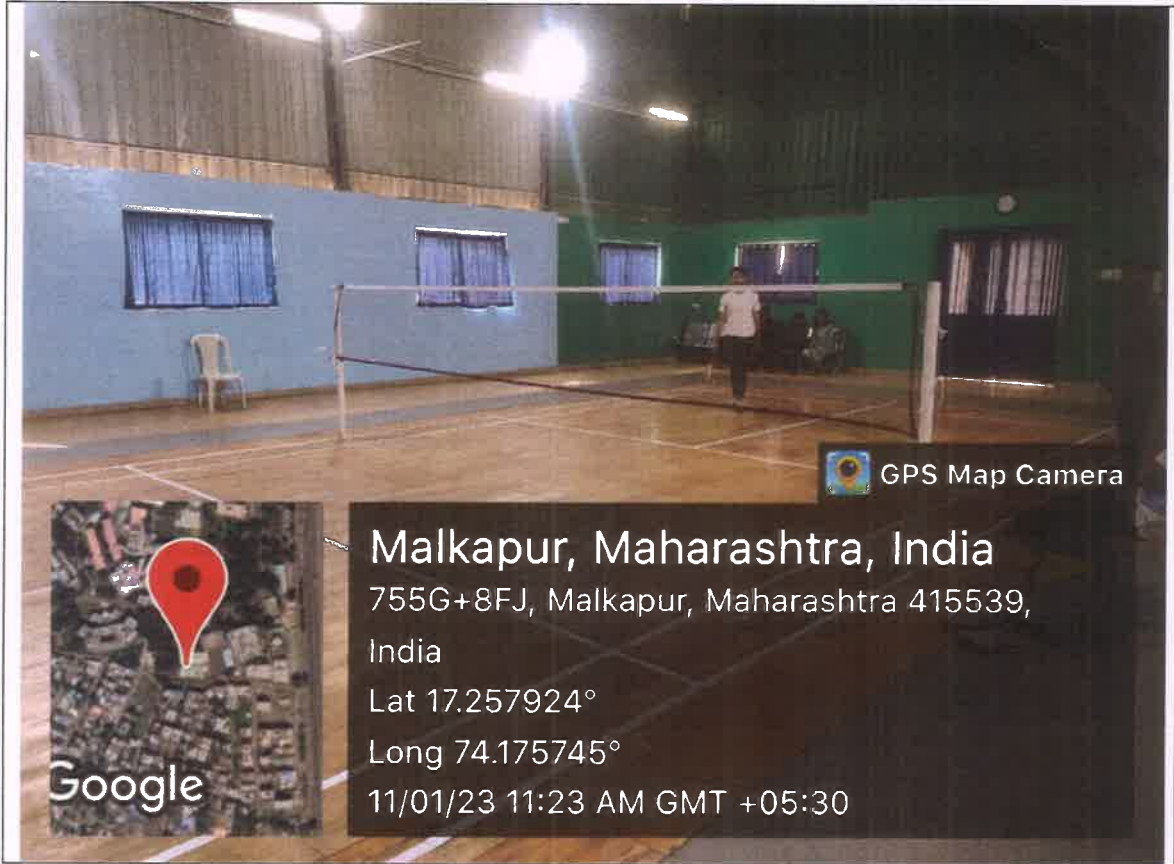 GPS Map Camera
Malkapur, Maharashtra, India
755G+8FJ, Malkapur, Maharashtra 415539,
India
Lat 17.257924°
Long 74.175745°
11/01/23 11:23 AM GMT +05:30
Google